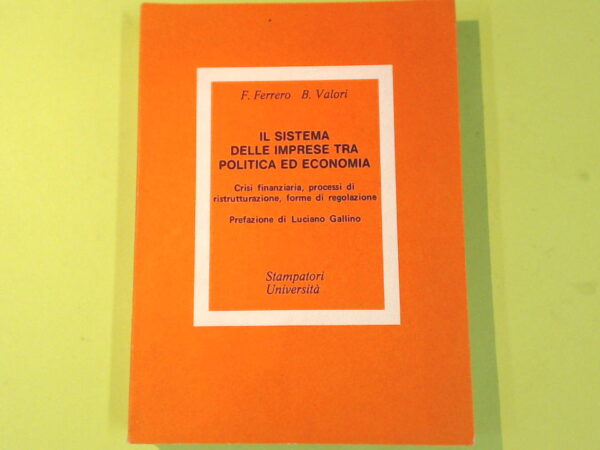 F. Ferrero B. Valori
IL SISTEMA
DELLE IMPRESE TRA
POLITICA ED ECONOMIA
Crisi finanziaria, processi di
ristrutturazione, forme di regolazione
Prefazione di Luciano Gallino
Stampatori
Università